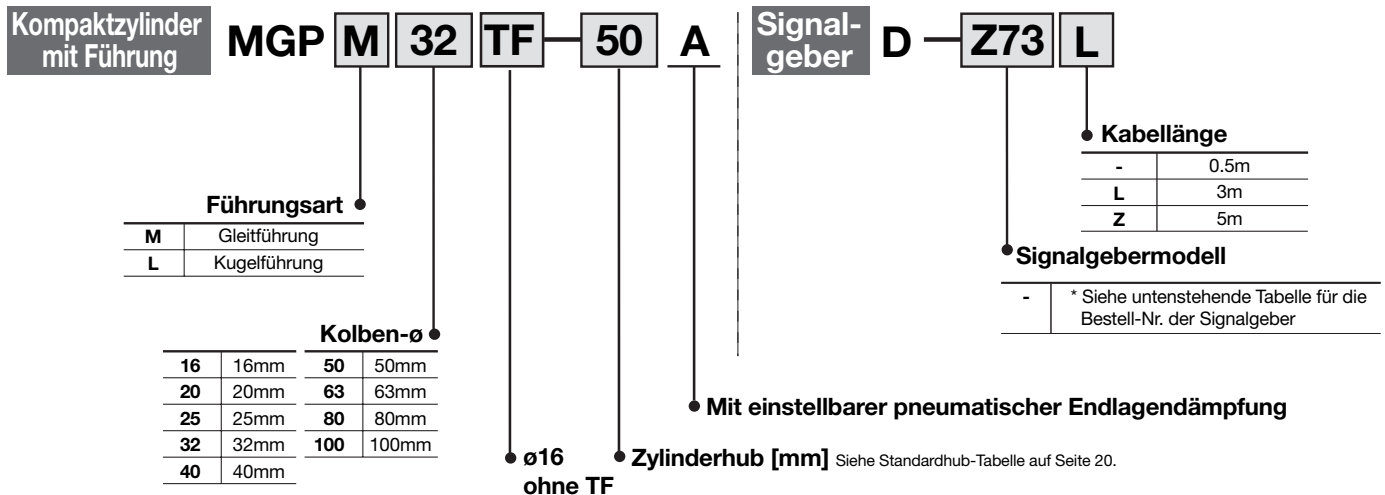 Kompaktzylinder
mit Führung
MGP M 32 TF — 50 A
Signal-
geber
D — Z73 L
Kabellänge
- 0.5m
L 3m
Z 5m
Führungsart
M Gleitführung
L Kugelführung
Signalgebermodell
- * Siehe untenstehende Tabelle für die
Bestell-Nr. der Signalgeber
Kolben-ø
16 16mm 50 50mm
20 20mm 63 63mm
25 25mm 80 80mm
32 32mm 100 100mm
40 40mm
Mit einstellbarer pneumatischer Endlagendämpfung
Zylinderhub [mm] Siehe Standardhub-Tabelle auf Seite 20.
ø16
ohne TF